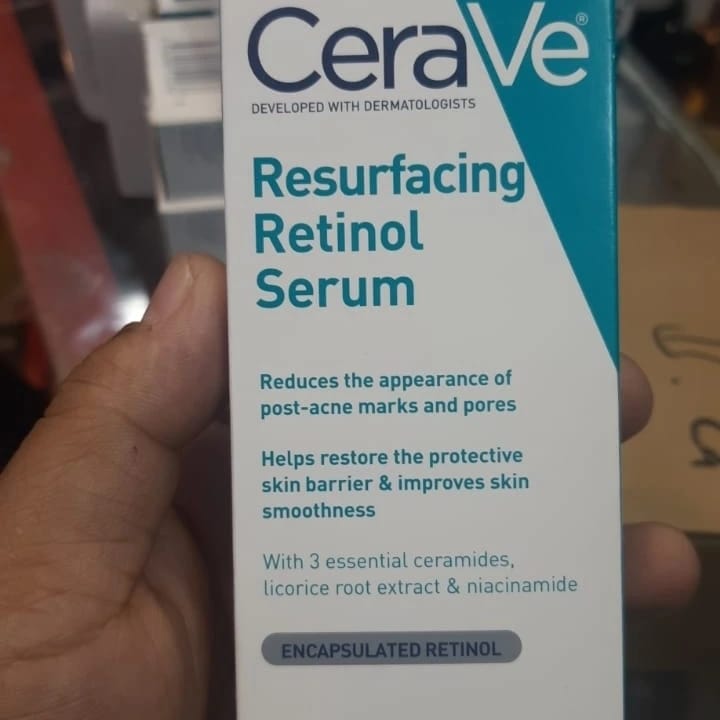 CeraVe®
DEVELOPED WITH DERMATOLOGISTS
Resurfacing
Retinol
Serum
Reduces the appearance of
post-acne marks and pores
Helps restore the protective
skin barrier & improves skin
smoothness
With 3 essential ceramides,
licorice root extract & niacinamide
ENCAPSULATED RETINOL